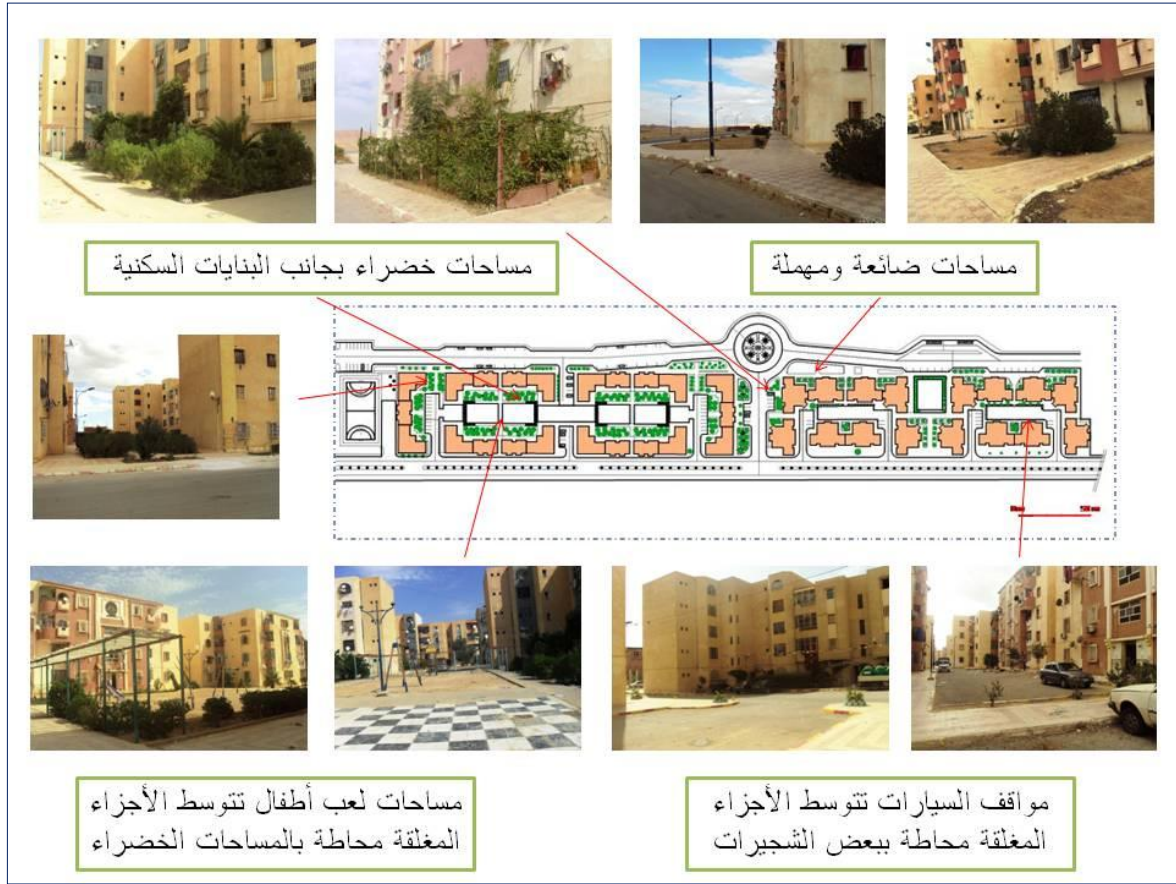 مساحات خضراء بجانب البنايات السكنية
مساحات ضائعة ومهملة
مساحات لعب أطفال تتوسط الأجزاء
المغلقة محاطة بالمساحات الخضراء
مواقف السيارات تتوسط الأجزاء
المغلقة محاطة ببعض الشجيرات